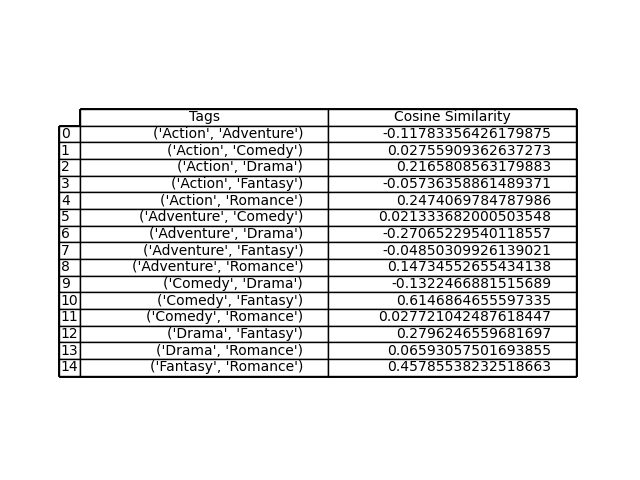 Tags Cosine Similarity
0 ('Action', 'Adventure') -0.11783356426179875
1 ('Action', 'Comedy') 0.02755909362637273
2 ('Action', 'Drama') 0.2165808563179883
3 ('Action', 'Fantasy') -0.05736358861489371
4 ('Action', 'Romance') 0.2474069784787986
5 ('Adventure', 'Comedy') 0.021333682000503548
6 ('Adventure', 'Drama') -0.27065229540118557
7 ('Adventure', 'Fantasy') -0.04850309926139021
8 ('Adventure', 'Romance') 0.14734552655434138
9 ('Comedy', 'Drama') -0.1322466881515689
10 ('Comedy', 'Fantasy') 0.6146864655597335
11 ('Comedy', 'Romance') 0.027721042487618447
12 ('Drama', 'Fantasy') 0.2796246559681697
13 ('Drama', 'Romance') 0.06593057501693855
14 ('Fantasy', 'Romance') 0.45785538232518663